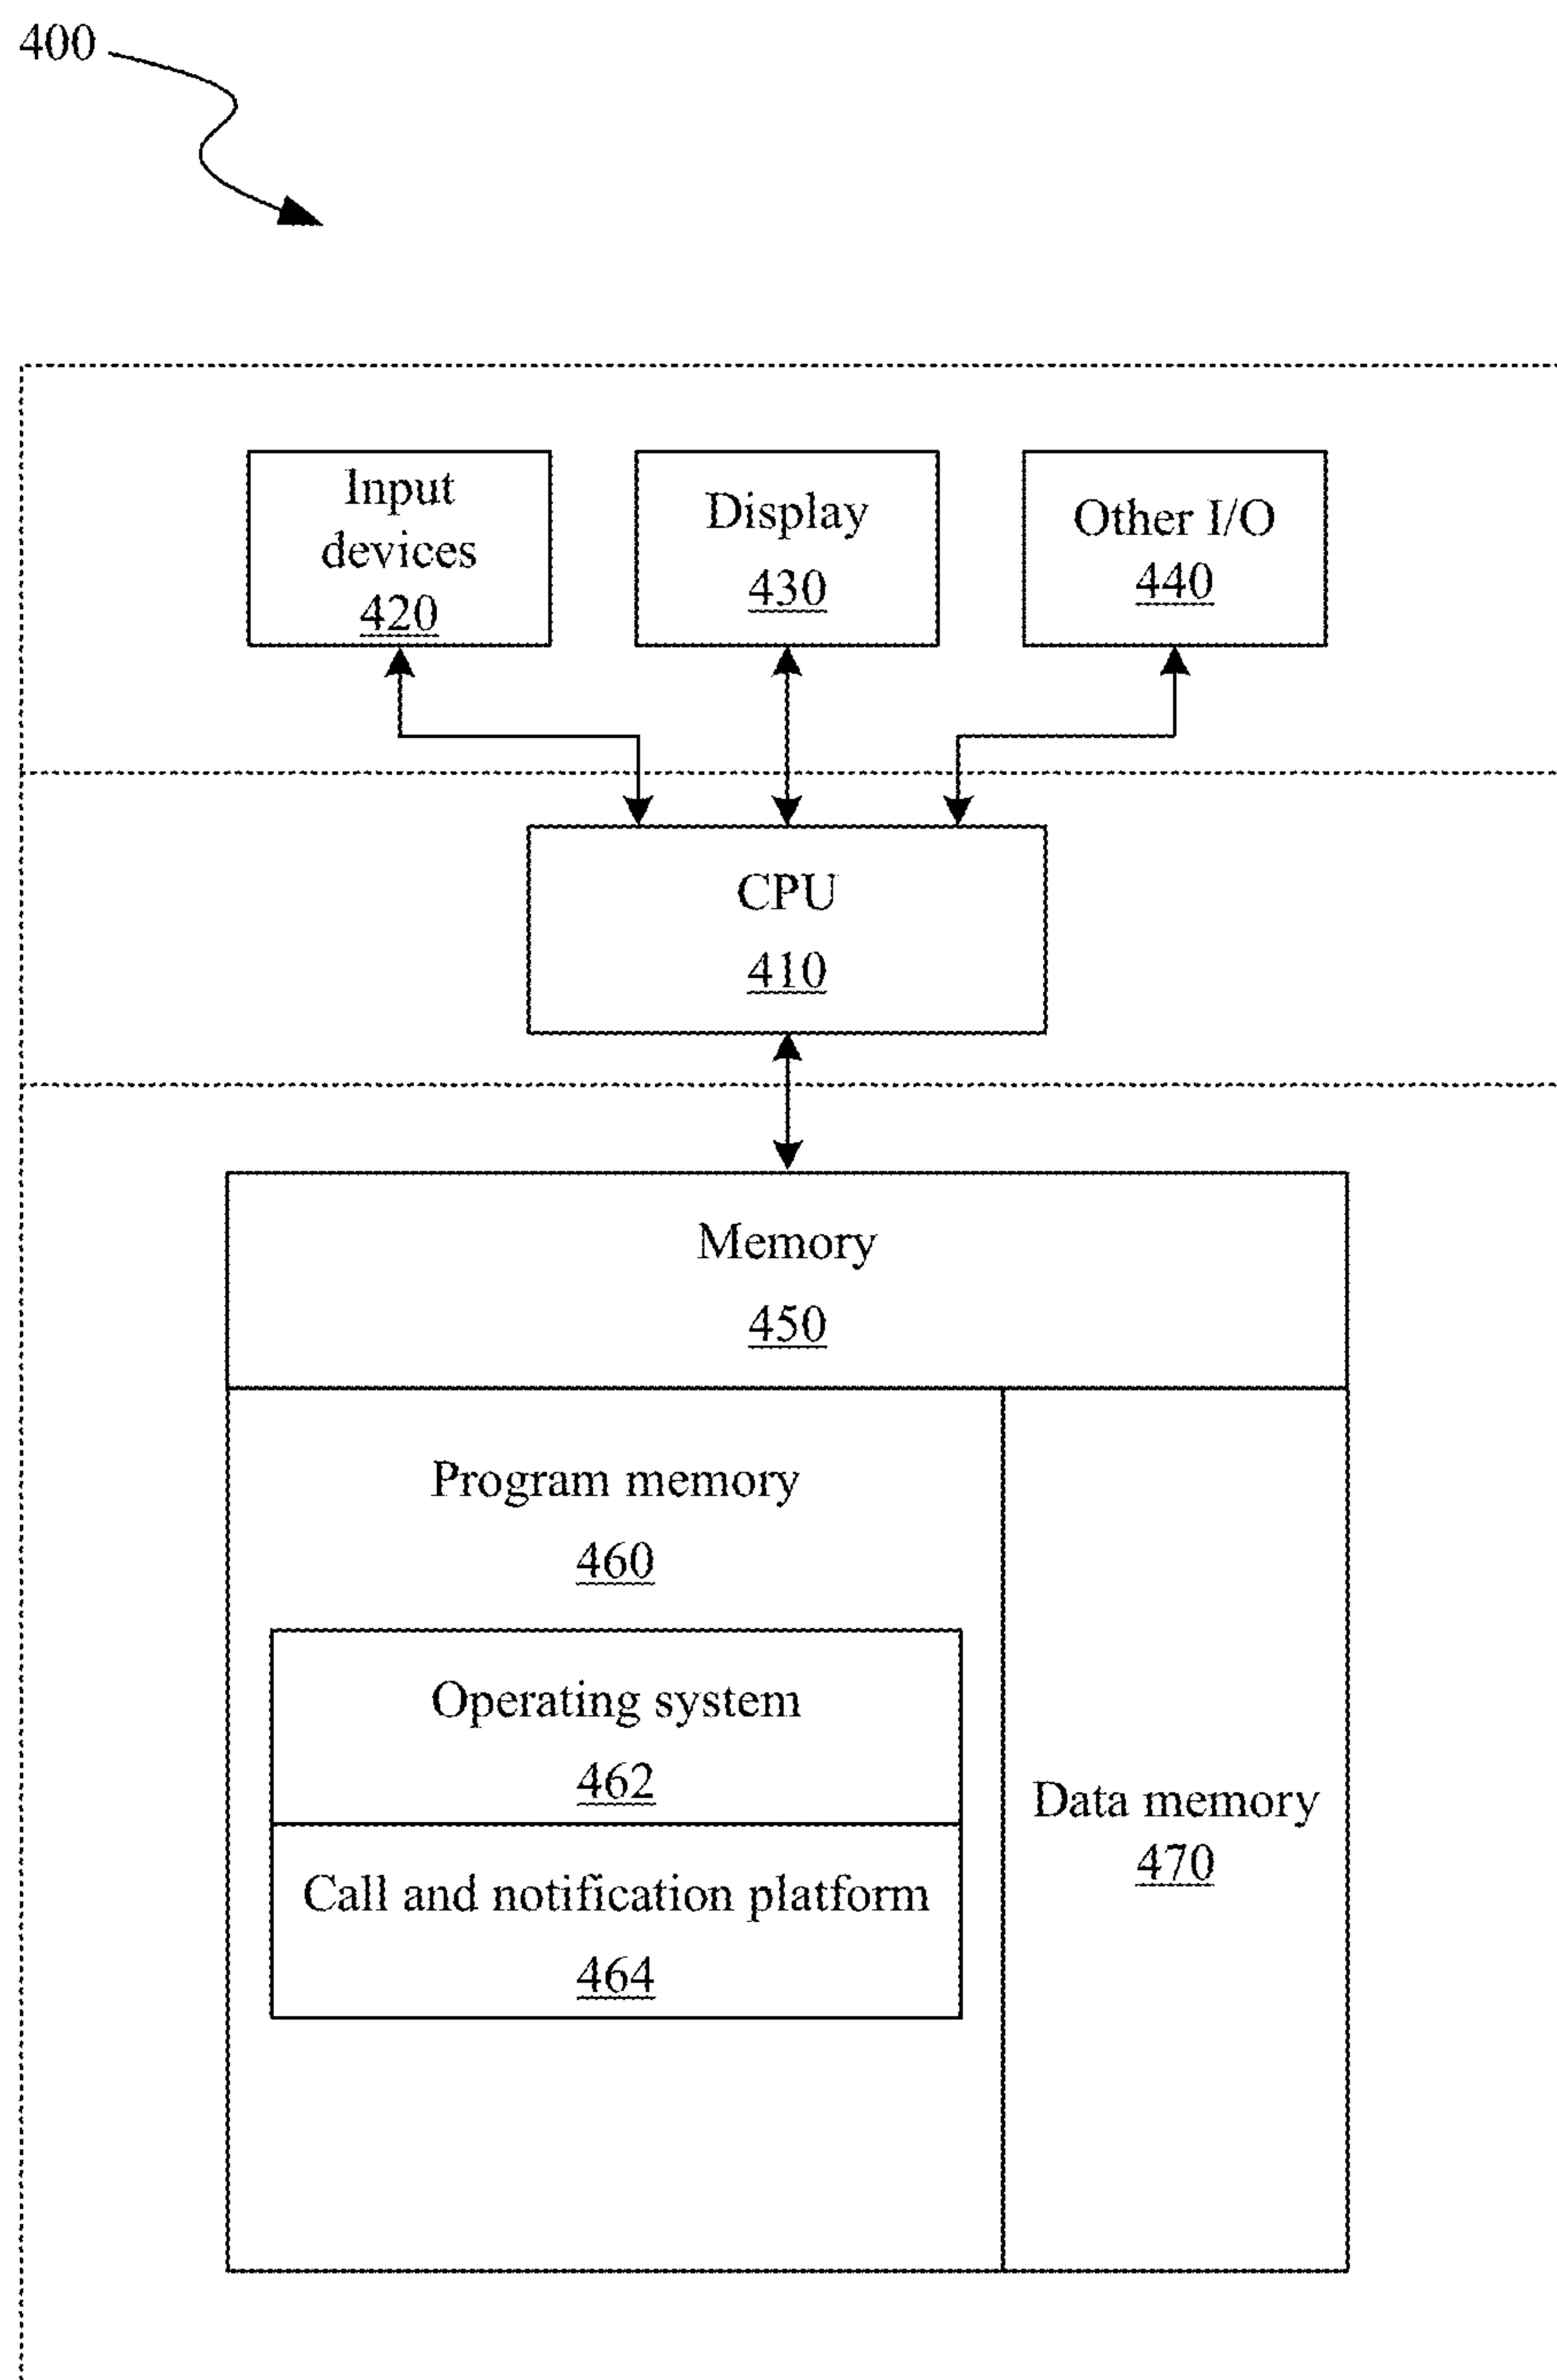 400
Input
devices
420
Display
430
Other I/O
440
CPU
410
Memory
450
Program memory
460
Operating system
462
Call and notification platform
464
Data memory
470